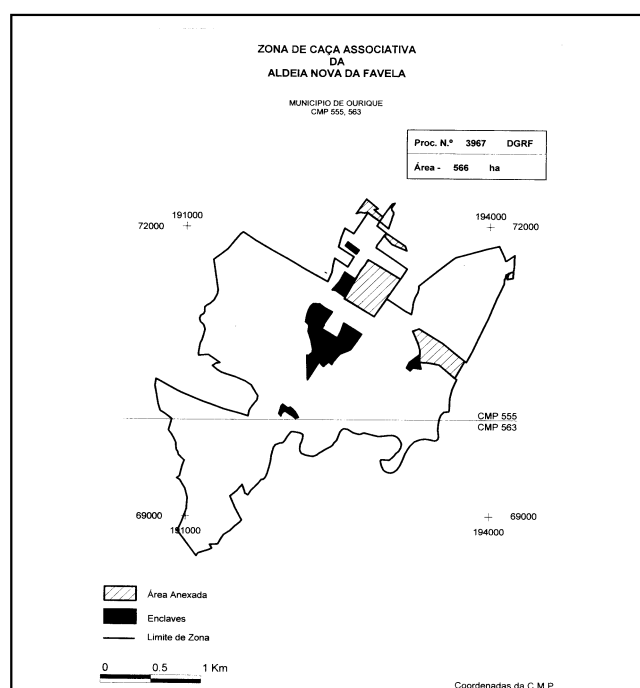 ZONA DE CAÇA ASSOCIATIVA
DA
ALDEIA NOVA DA FAVELA
MUNICIPIO DE OURIQUE
CMP 555, 563
Proc. N.º 3967 DGRF
Área - 566 ha
191000
72000
194000
72000
CMP 555
CMP 563
69000
191000
69000
194000
Área Anexada
Enclaves
Limite de Zona
0 0.5 1 Km
Coordenadas da C.M.P.